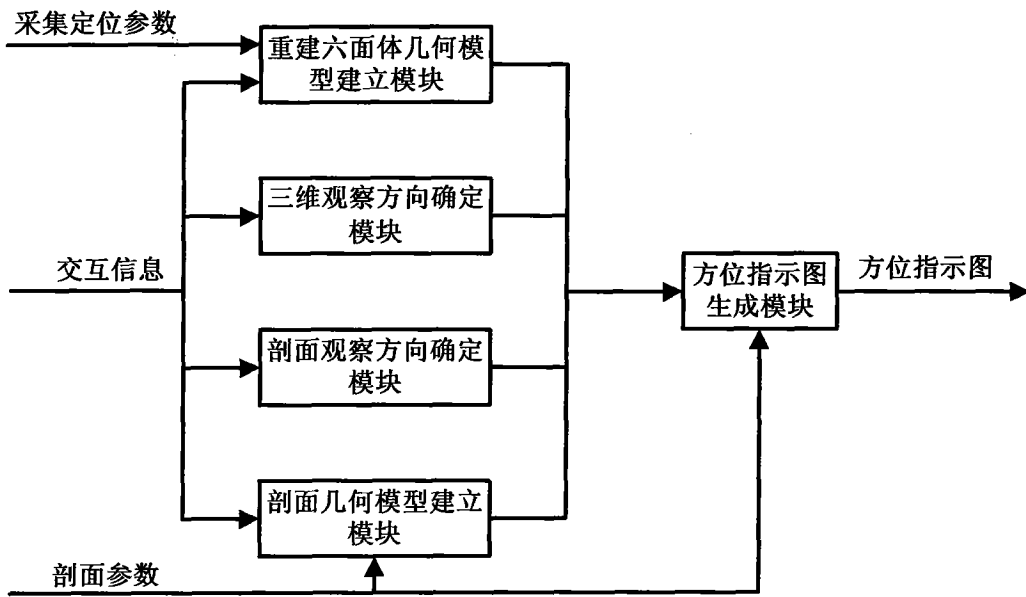 采集定位参数
重建六面体几何模
型建立模块
三维观察方向确定
模块
交互信息
方位指示图
生成模块
方位指示图
剖面观察方向确定
模块
剖面几何模型建立
模块
剖面参数